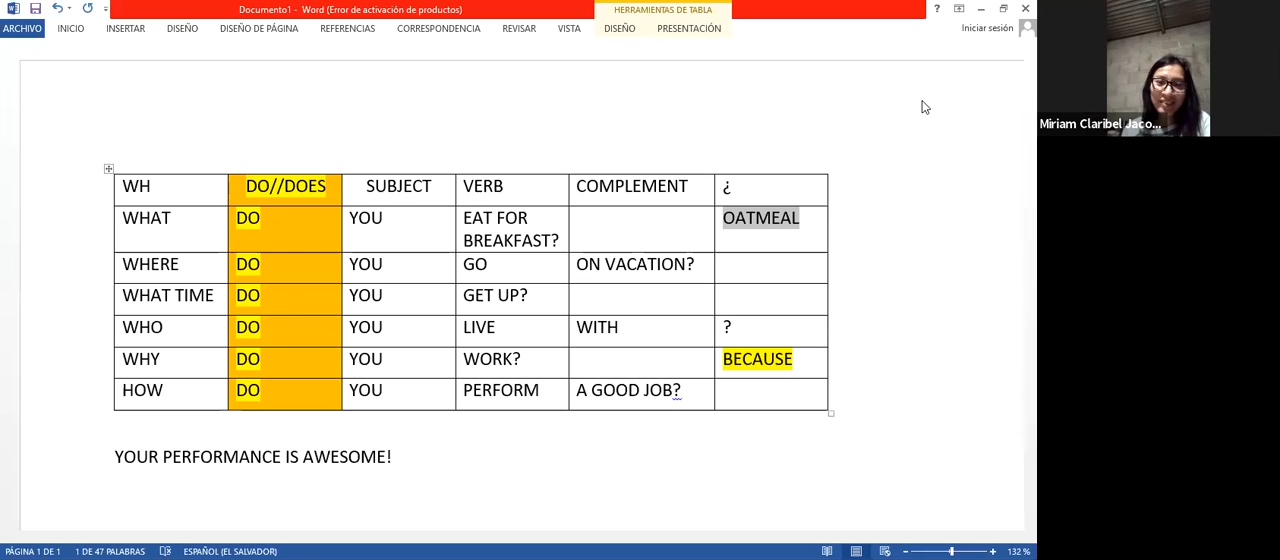 Documento1 - Word (Error de activación de productos)
HERRAMIENTAS DE TABLA
?
ARCHIVO INICIO INSERTAR DISEÑO DISEÑO DE PÁGINA REFERENCIAS CORRESPONDENCIA REVISAR VISTA DISEÑO PRESENTACIÓN Iniciar sesión
Miriam Claribel Jaco...
WH DO//DOES SUBJECT VERB COMPLEMENT ¿
WHAT DO YOU EAT FOR OATMEAL
BREAKFAST?
WHERE DO YOU GO ON VACATION?
WHAT TIME DO YOU GET UP?
WHO DO YOU LIVE WITH ?
WHY DO YOU WORK? BECAUSE
HOW DO YOU PERFORM A GOOD JOB?
YOUR PERFORMANCE IS AWESOME!
PÁGINA 1 DE 1 1 DE 47 PALABRAS ESPAÑOL (EL SALVADOR) 132 %